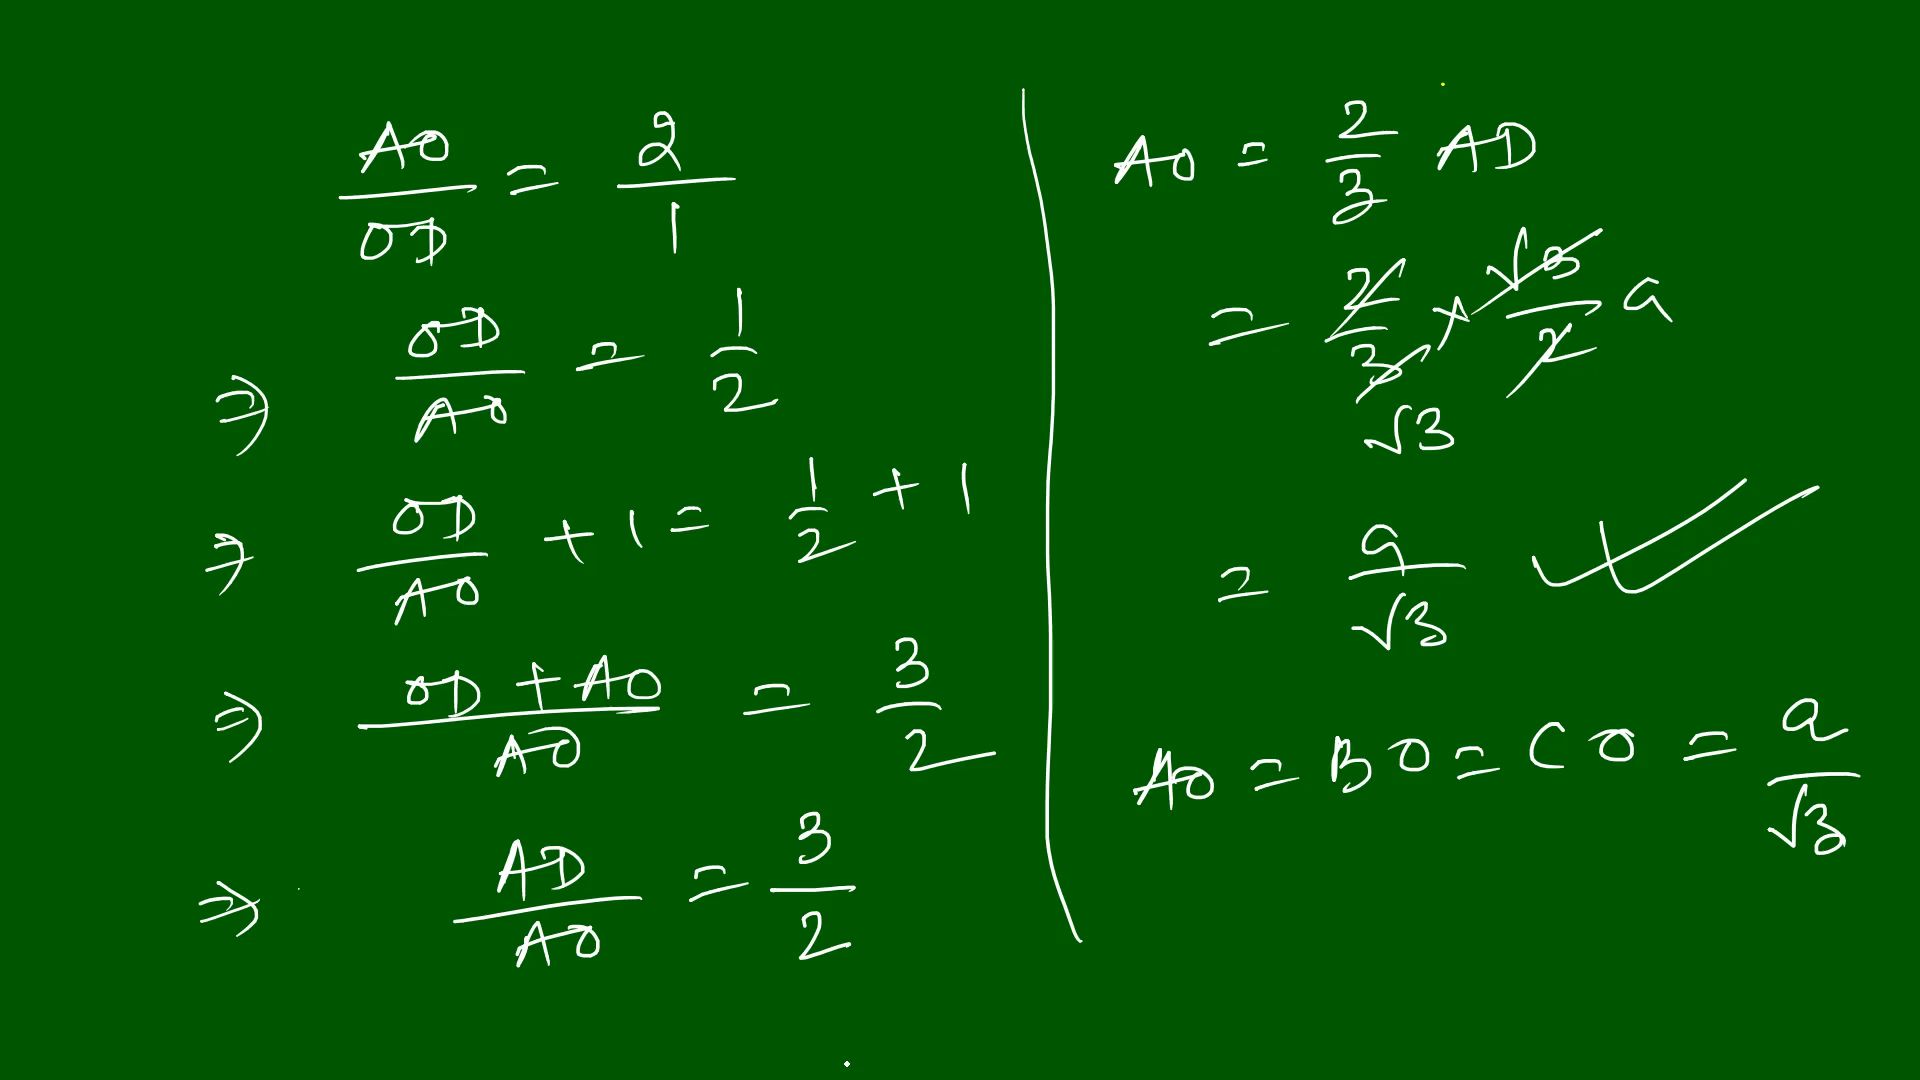 AO/OD = 2/1
⇒ OD/AO = 1/2
⇒ OD/AO + 1 = 1/2 + 1
⇒ OD + AO/AO = 3/2
⇒ AD/AO = 3/2
AO = 2/3 AD
= 2/3 × √3/2 a
√3
= a/√3
AO = BO = CO = a/√3